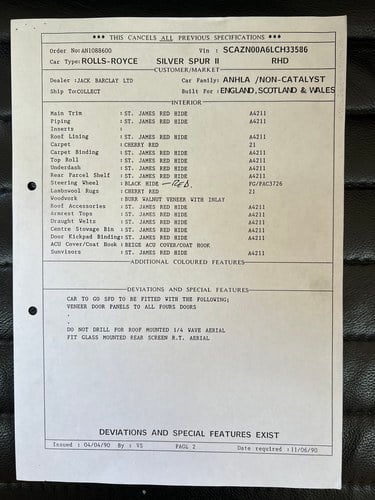 *** THIS CANCELS ALL PREVIOUS SPECIFICATIONS ***
Order No:AN1088600 Vin : SCAZN00A6LCH33586
Car Type:ROLLS-ROYCE SILVER SPUR II RHD
CUSTOMER/MARKET
Dealer :JACK BARCLAY LTD Car Family: ANHLA /NON-CATALYST
Ship To:COLLECT Built For :ENGLAND,SCOTLAND & WALES
INTERIOR
Main Trim :ST. JAMES RED HIDE A4211
Piping :ST. JAMES RED HIDE A4211
Inserts :
Roof Lining :ST. JAMES RED HIDE A4211
Carpet :CHERRY RED 21
Carpet Binding :ST. JAMES RED HIDE A4211
Top Roll :ST. JAMES RED HIDE A4211
Underdash :ST. JAMES RED HIDE A4211
Rear Parcel Shelf :ST. JAMES RED HIDE A4211
Steering Wheel :BLACK HIDE — RED. FG/PAC3726
Lambswool Rugs :CHERRY RED 21
Woodwork :BURR WALNUT VENEER WITH INLAY
Roof Accessories :ST. JAMES RED HIDE A4211
Armrest Tops :ST. JAMES RED HIDE A4211
Draught Welts :ST. JAMES RED HIDE A4211
Centre Stowage Bin :ST. JAMES RED HIDE A4211
Door Kickpad Binding:ST. JAMES RED HIDE A4211
ACU Cover/Coat Hook :BEIGE ACU COVER/COAT HOOK
Sunvisors :ST. JAMES RED HIDE A4211
ADDITIONAL COLOURED FEATURES
DEVIATIONS AND SPECIAL FEATURES
CAR TO GO SFD TO BE FITTED WITH THE FOLLOWING;
VENEER DOOR PANELS TO ALL FOURS DOORS
.
.
DO NOT DRILL FOR ROOF MOUNTED 1/4 WAVE AERIAL
FIT GLASS MOUNTED REAR SCREEN R.T. AERIAL
DEVIATIONS AND SPECIAL FEATURES EXIST
Issued : 04/04/90 By : VS PAGE 2 Date required :11/06/90